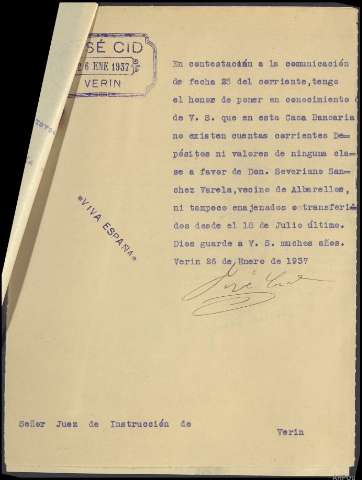 JOSÉ CID
26 ENE 1937
VERIN
En contestación a la comunicación
de fecha 25 del corriente, tengo
el honor de poner en conocimiento
de V. S. que en esta Casa Bancaria
no existen cuentas corrientes De-
pósitos ni valores de ninguna cla-
se a favor de Don. Severiano San-
chez Varela, vecino de Albarellos,
ni tampoco enajenados o transferi-
dos desde el 18 de Julio último.
Dios guarde a V. S. muchos años.
Verin 26 de Enero de 1937
*VIVA ESPAÑA*
José Cid
Señor Juez de Instrucción de
Verin